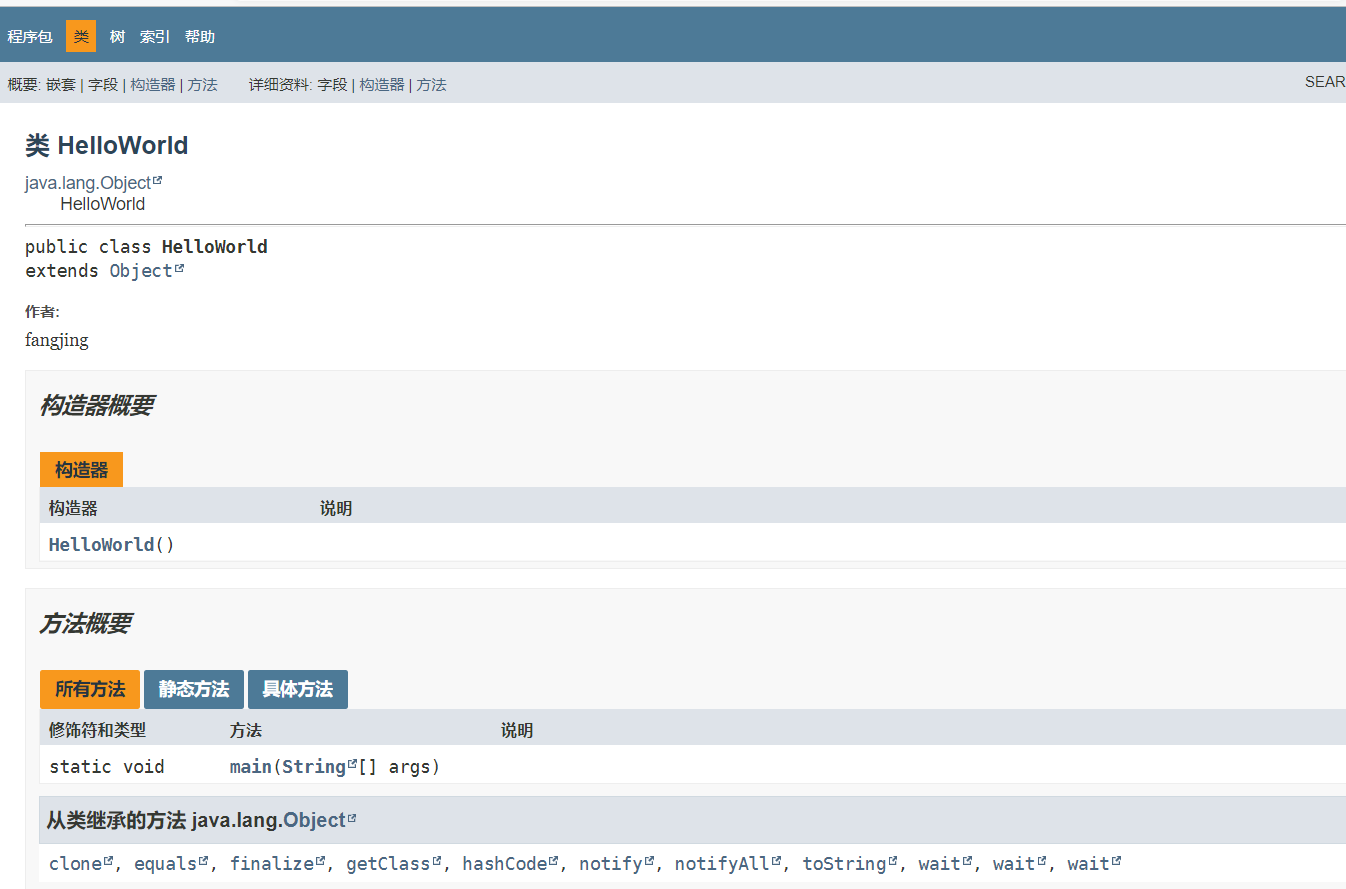 程序包 类 树 索引 帮助
概要: 嵌套 | 字段 | 构造器 | 方法 详细资料: 字段 | 构造器 | 方法 SEAR
类 HelloWorld
java.lang.Object
HelloWorld
public class HelloWorld
extends Object
作者:
fangjing
构造器概要
构造器
构造器 说明
HelloWorld()
方法概要
所有方法 静态方法 具体方法
修饰符和类型 方法 说明
static void main(String[] args)
从类继承的方法 java.lang.Object
clone, equals, finalize, getClass, hashCode, notify, notifyAll, toString, wait, wait, wait